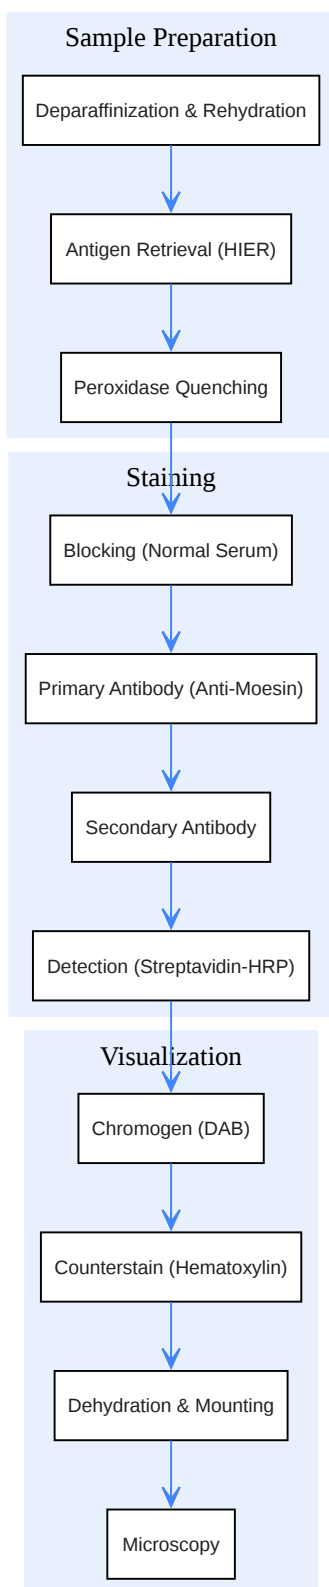 Sample Preparation
Deparaffinization & Rehydration
Antigen Retrieval (HIER)
Peroxidase Quenching
Staining
Blocking (Normal Serum)
Primary Antibody (Anti-Moesin)
Secondary Antibody
Detection (Streptavidin-HRP)
Visualization
Chromogen (DAB)
Counterstain (Hematoxylin)
Dehydration & Mounting
Microscopy